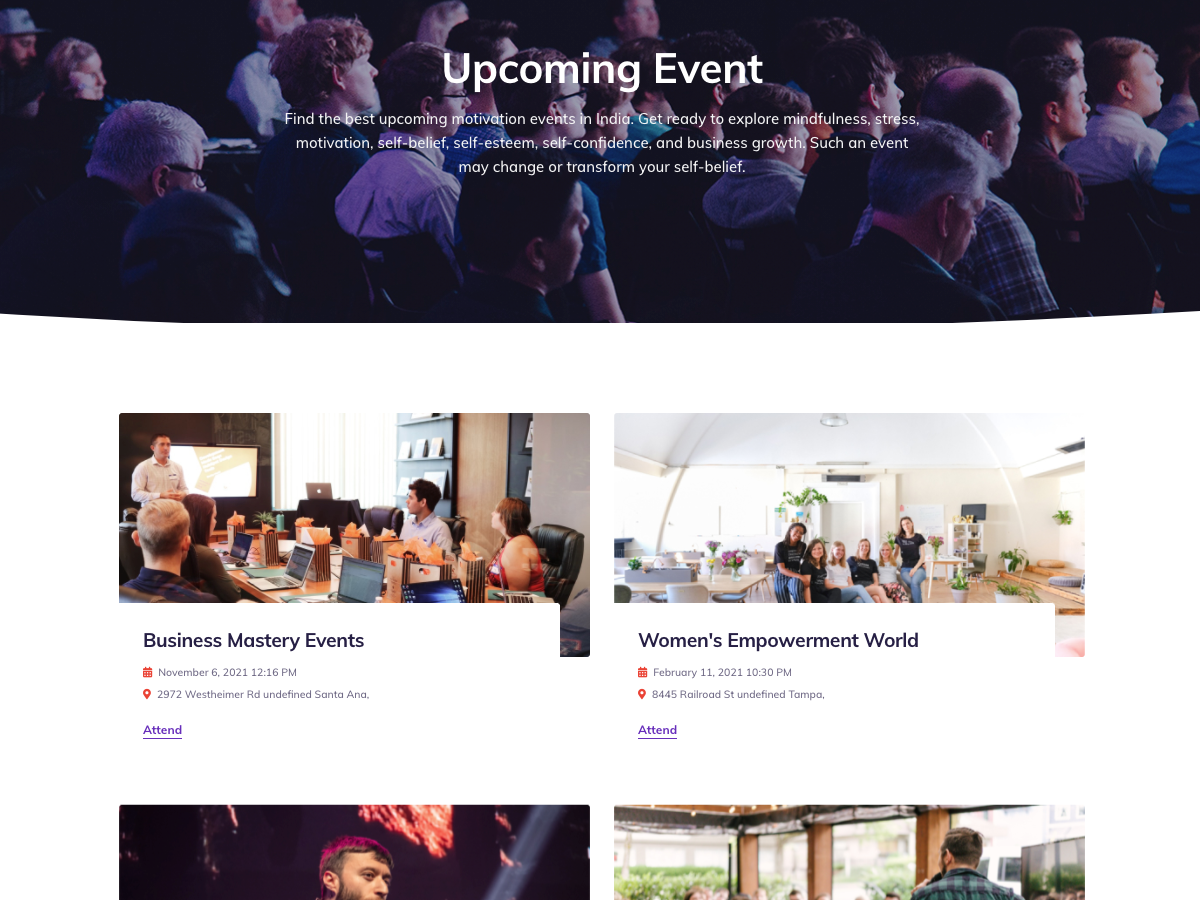 Upcoming Event
Find the best upcoming motivation events in India. Get ready to explore mindfulness, stress,
motivation, self-belief, self-esteem, self-confidence, and business growth. Such an event
may change or transform your self-belief.
Business Mastery Events
November 6, 2021 12:16 PM
2972 Westheimer Rd undefined Santa Ana,
Attend
Women's Empowerment World
February 11, 2021 10:30 PM
8445 Railroad St undefined Tampa,
Attend